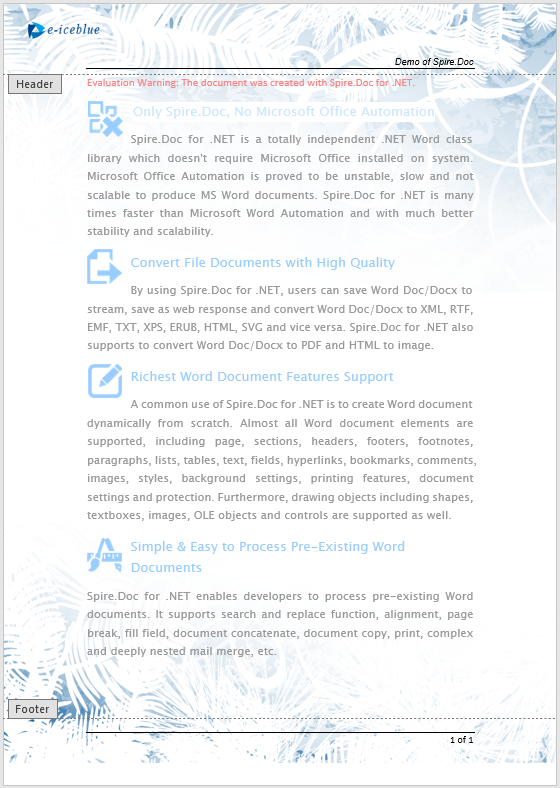 e-iceblue
Demo of Spire.Doc
Header
Evaluation Warning: The document was created with Spire.Doc for .NET.
Only Spire.Doc, No Microsoft Office Automation
Spire.Doc for .NET is a totally independent .NET Word class
library which doesn't require Microsoft Office installed on system.
Microsoft Office Automation is proved to be unstable, slow and not
scalable to produce MS Word documents. Spire.Doc for .NET is many
times faster than Microsoft Word Automation and with much better
stability and scalability.
Convert File Documents with High Quality
By using Spire.Doc for .NET, users can save Word Doc/Docx to
stream, save as web response and convert Word Doc/Docx to XML, RTF,
EMF, TXT, XPS, ERUB, HTML, SVG and vice versa. Spire.Doc for .NET also
supports to convert Word Doc/Docx to PDF and HTML to image.
Richest Word Document Features Support
A common use of Spire.Doc for .NET is to create Word document
dynamically from scratch. Almost all Word document elements are
supported, including page, sections, headers, footers, footnotes,
paragraphs, lists, tables, text, fields, hyperlinks, bookmarks, comments,
images, styles, background settings, printing features, document
settings and protection. Furthermore, drawing objects including shapes,
textboxes, images, OLE objects and controls are supported as well.
Simple & Easy to Process Pre-Existing Word
Documents
Spire.Doc for .NET enables developers to process pre-existing Word
documents. It supports search and replace function, alignment, page
break, fill field, document concatenate, document copy, print, complex
and deeply nested mail merge, etc.
Footer
1 of 1